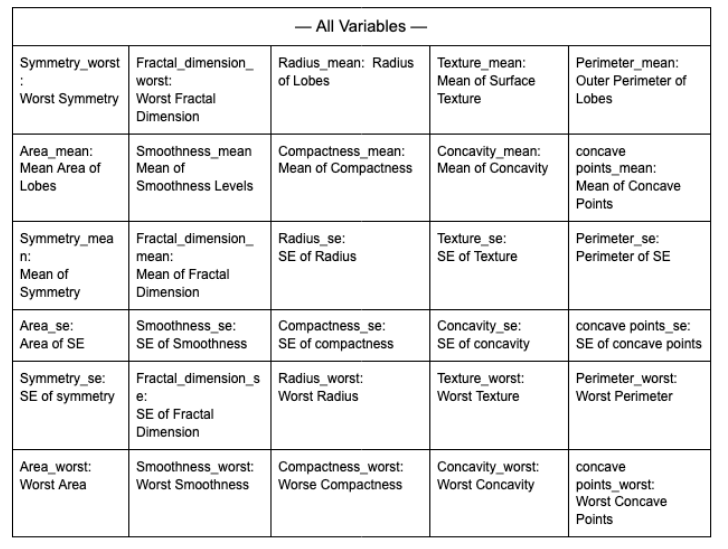 — All Variables —
Symmetry_worst
:
Worst Symmetry
Fractal_dimension_
worst:
Worst Fractal
Dimension
Radius_mean:  Radius
of Lobes
Texture_mean:
Mean of Surface
Texture
Perimeter_mean:
Outer Perimeter of
Lobes
Area_mean:
Mean Area of
Lobes
Smoothness_mean
Mean of
Smoothness Levels
Compactness_mean:
Mean of Compactness
Concavity_mean:
Mean of Concavity
concave
points_mean:
Mean of Concave
Points
Symmetry_mea
n:
Mean of
Symmetry
Fractal_dimension_
mean:
Mean of Fractal
Dimension
Radius_se:
SE of Radius
Texture_se:
SE of Texture
Perimeter_se:
Perimeter of SE
Area_se:
Area of SE
Smoothness_se:
SE of Smoothness
Compactness_se:
SE of compactness
Concavity_se:
SE of concavity
concave points_se:
SE of concave points
Symmetry_se:
SE of symmetry
Fractal_dimension_s
e:
SE of Fractal
Dimension
Radius_worst:
Worst Radius
Texture_worst:
Worst Texture
Perimeter_worst:
Worst Perimeter
Area_worst:
Worst Area
Smoothness_worst:
Worst Smoothness
Compactness_worst:
Worse Compactness
Concavity_worst:
Worst Concavity
concave
points_worst:
Worst Concave
Points